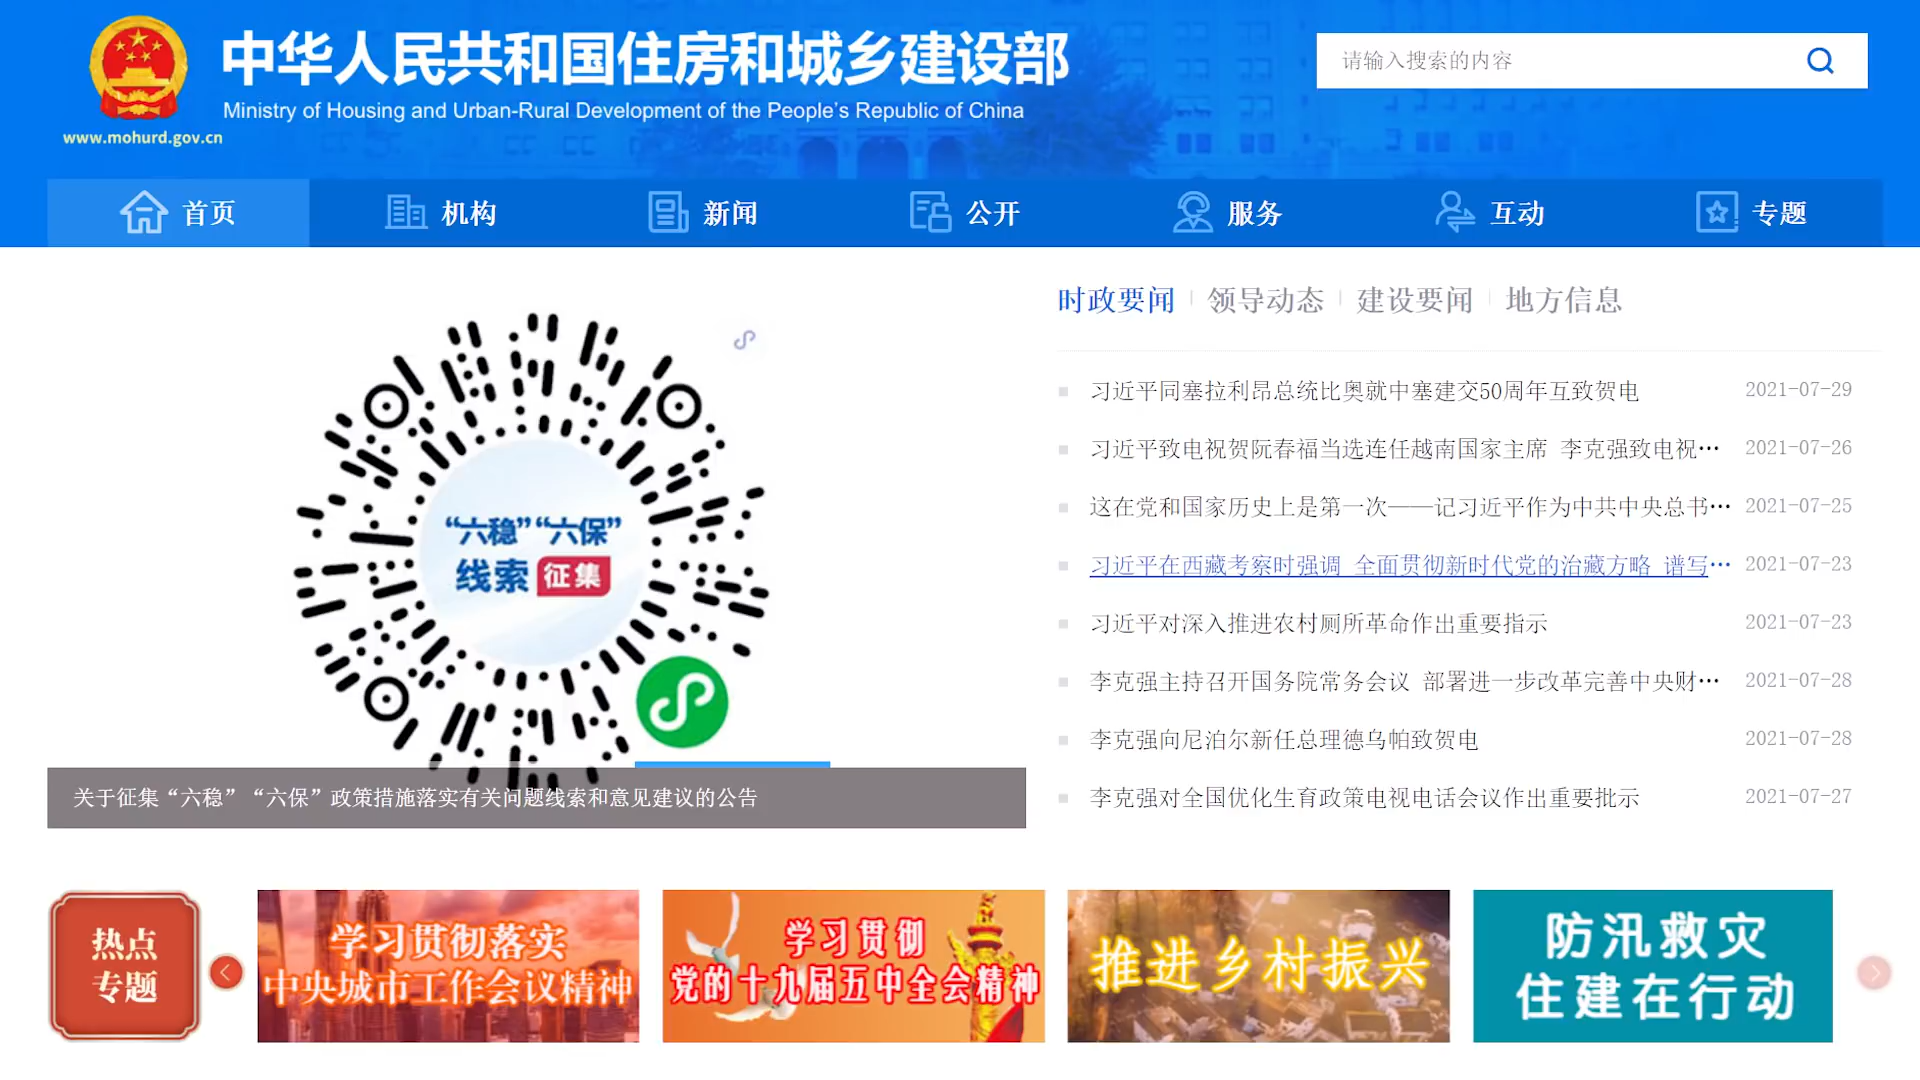 中华人民共和国住房和城乡建设部
Ministry of Housing and Urban-Rural Development of the People's Republic of China
www.mohurd.gov.cn
请输入搜索的内容
首页
机构
新闻
公开
服务
互动
专题
“六稳”“六保”
线索 征集
关于征集“六稳”“六保”政策措施落实有关问题线索和意见建议的公告
时政要闻
领导动态
建设要闻
地方信息
习近平同塞拉利昂总统比奥就中塞建交50周年互致贺电 2021-07-29
习近平致电祝贺阮春福当选连任越南国家主席 李克强致电祝… 2021-07-26
这在党和国家历史上是第一次——记习近平作为中共中央总书… 2021-07-25
习近平在西藏考察时强调 全面贯彻新时代党的治藏方略 谱写… 2021-07-23
习近平对深入推进农村厕所革命作出重要指示 2021-07-23
李克强主持召开国务院常务会议 部署进一步改革完善中央财… 2021-07-28
李克强向尼泊尔新任总理德乌帕致贺电 2021-07-28
李克强对全国优化生育政策电视电话会议作出重要批示 2021-07-27
热点
专题
学习贯彻落实
中央城市工作会议精神
学习贯彻
党的十九届五中全会精神
推进乡村振兴
防汛救灾
住建在行动